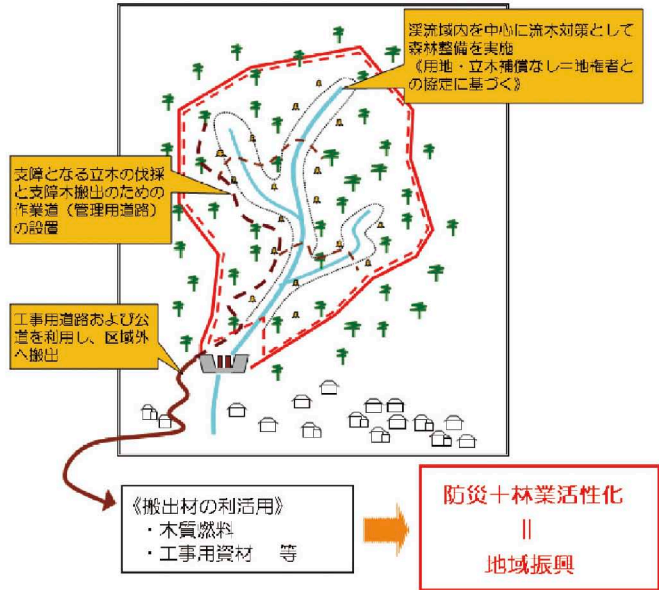 渓流域内を中心に流木対策として
森林整備を実施
《用地・立木補償なし＝地権者と
の協定に基づく》
支障となる立木の伐採
と支障木搬出のための
作業道（管理用道路）
の設置
工事用道路および公
道を利用し、区域外
へ搬出
《搬出材の利活用》
・木質燃料
・工事用資材　等
防災＋林業活性化
＝
地域振興